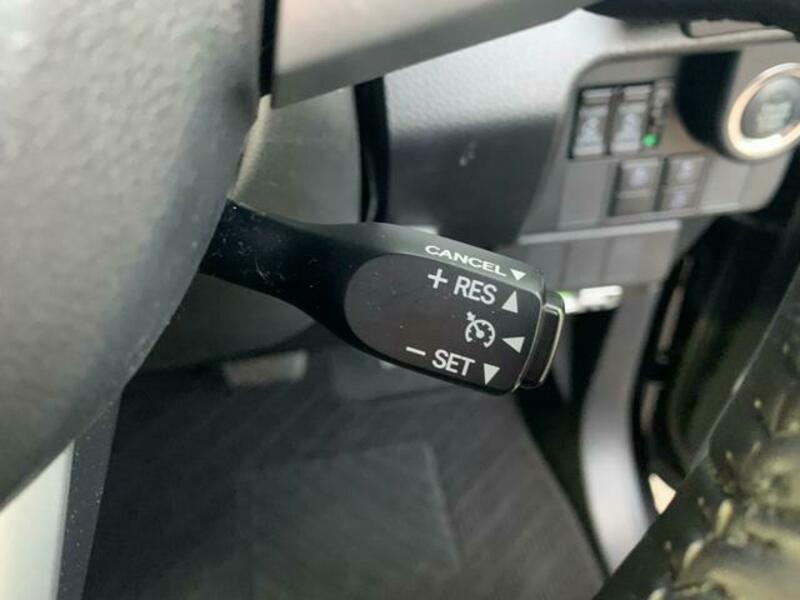 CANCEL ▼
+ RES ▲
◀
− SET ▼